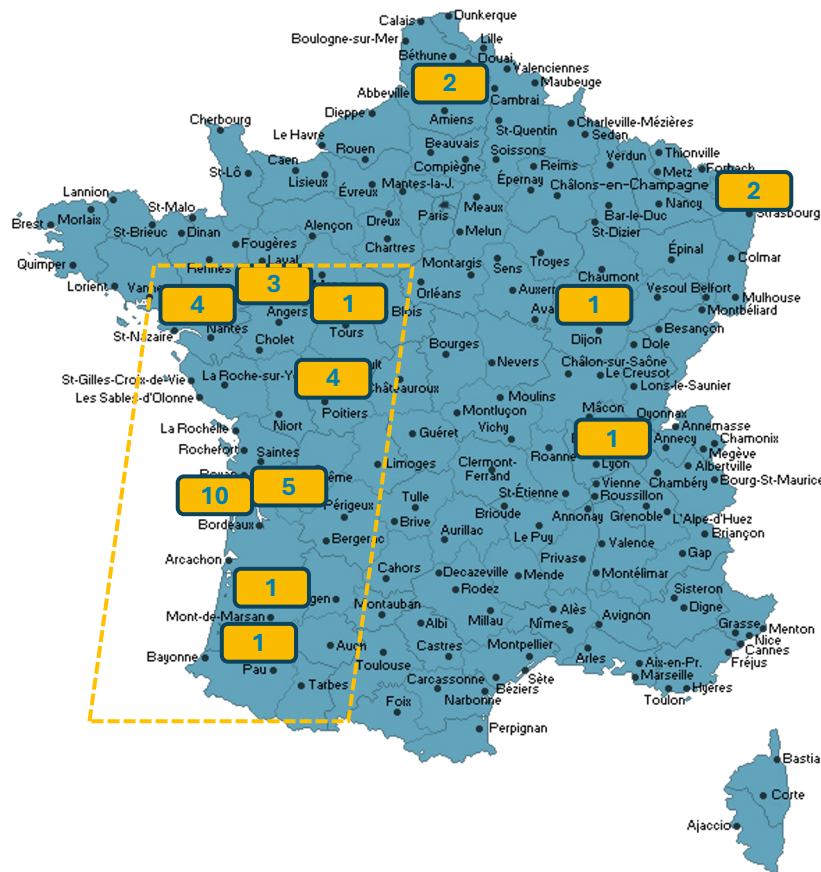 Dunkerque
Calais
Boulogne-sur-Mer
Lille
Béthune
Douai
Valenciennes
Maubeuge
2
Abbeville
Cambrai
Dieppe
Amiens
Cherbourg
Charleville-Mézières
St-Quentin
Sedan
Le Havre
Rouen
Beauvais
Soissons
Verdun
Thionville
Caen
Compiègne
Reims
Metz
Forbach
St-Lô
Lisieux
Évreux
Mantes-la-J.
Épernay
Châlons-en-Champagne
2
Lannion
St-Malo
Dreux
Paris
Meaux
Bar-le-Duc
Nancy
Strasbourg
Brest
Morlaix
St-Brieuc
Dinan
Alençon
Melun
St-Dizier
Fougères
Chartres
Quimper
Rennes
Laval
Montargis
Sens
Troyes
Épinal
Colmar
Chaumont
Lorient
3
Orléans
Vesoul
Belfort
Mulhouse
4
1
Blois
1
Montbéliard
Angers
St-Nazaire
Nantes
Tours
Dijon
Besançon
Cholet
Bourges
Dole
Nevers
Châlon-sur-Saône
St-Gilles-Croix-de-Vie
4
Châteauroux
Le Creusot
Lons-le-Saunier
Les Sables-d'Olonne
Moulins
Poitiers
Montluçon
Mâcon
Oyonnax
La Rochelle
Niort
Guéret
Vichy
1
Annemasse
Annecy
Chamonix
Rochefort
Saintes
Roanne
Megève
Limoges
Clermont-
Ferrand
Lyon
Albertville
Chambéry
Bourg-St-Maurice
10
5
Vienne
St-Étienne
Roussillon
Périgueux
Tulle
Brioude
Annonay
Grenoble
L'Alpe-d'Huez
Bordeaux
Brive
Aurillac
Le Puy
Briançon
Bergerac
Valence
Gap
Arcachon
Privas
Cahors
Decazeville
Mende
Montélimar
1
Rodez
Sisteron
Montauban
Digne
Mont-de-Marsan
Albi
Millau
Alès
Nîmes
Avignon
Grasse
Menton
Nice
1
Auch
Castres
Montpellier
Cannes
Bayonne
Toulouse
Arles
Aix-en-Pr.
Fréjus
Pau
Sète
Marseille
Tarbes
Carcassonne
Béziers
Hyères
Foix
Narbonne
Toulon
Perpignan
Bastia
Corte
Ajaccio